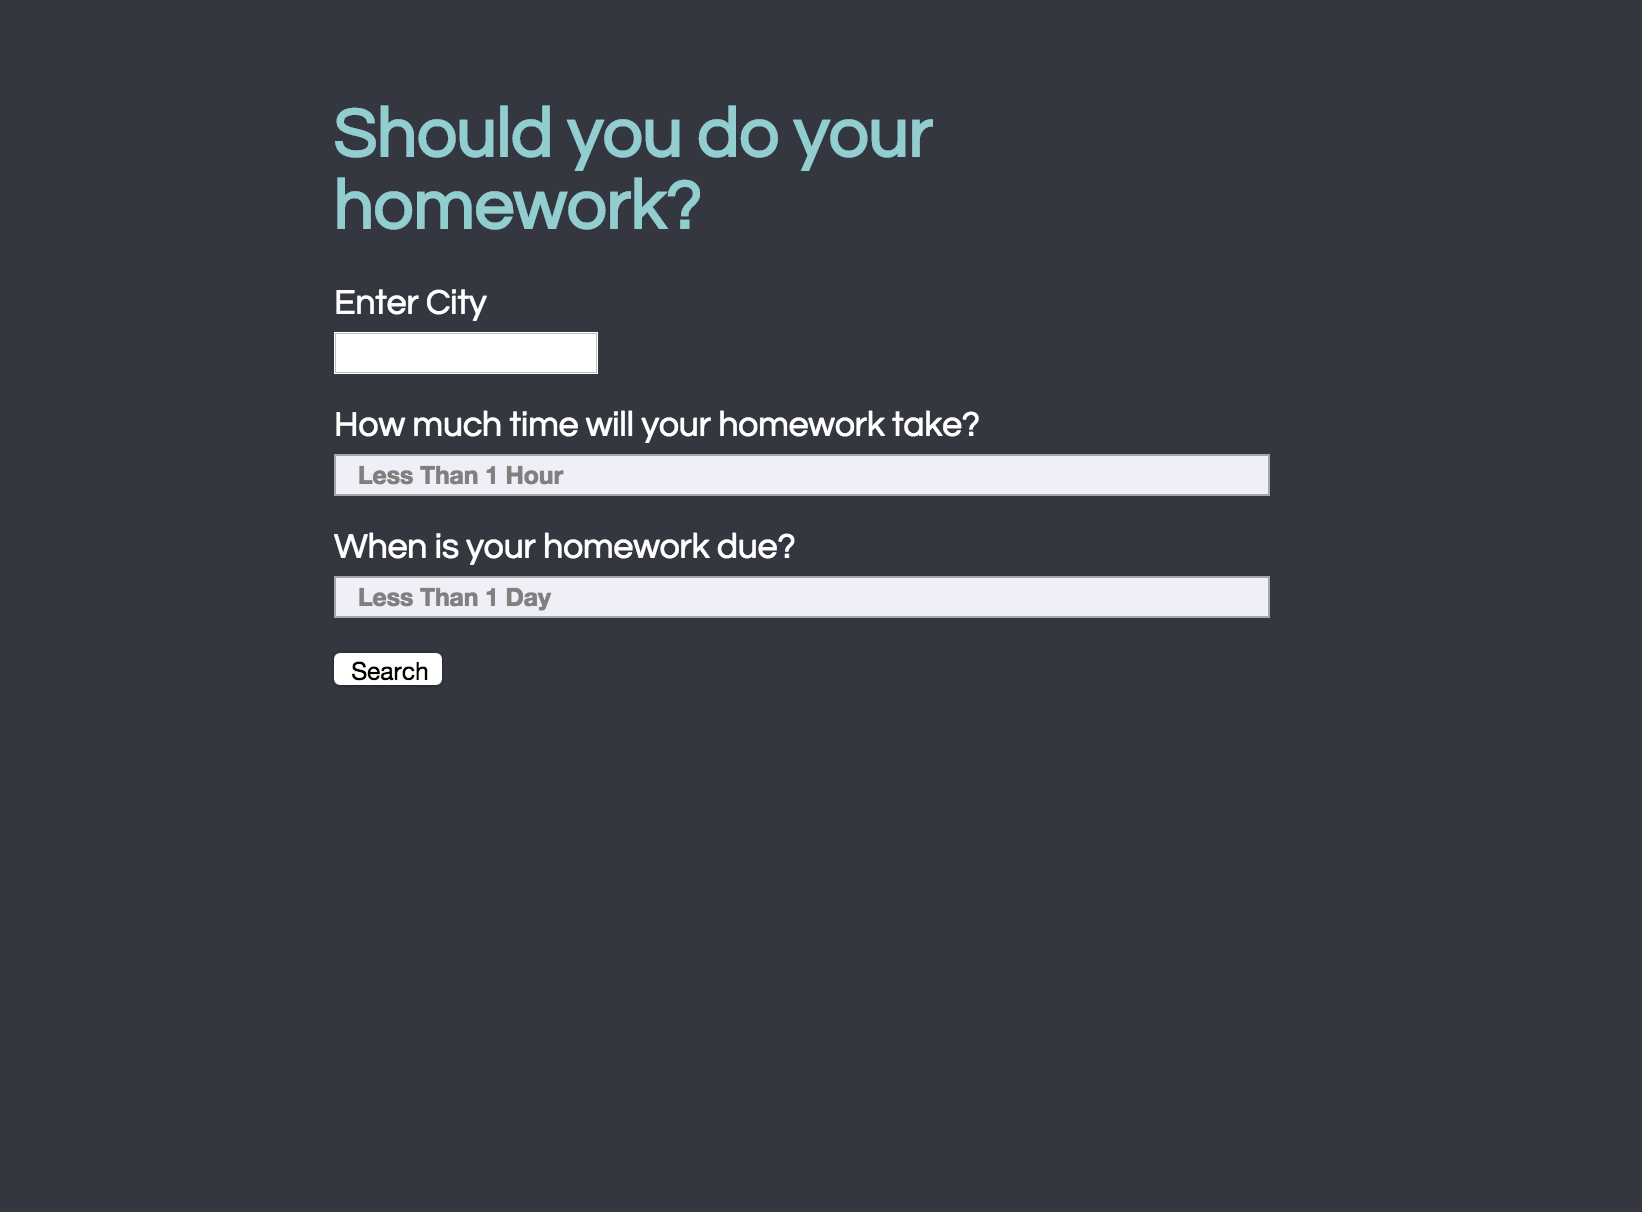 Should you do your
homework?
Enter City
How much time will your homework take?
Less Than 1 Hour
When is your homework due?
Less Than 1 Day
Search